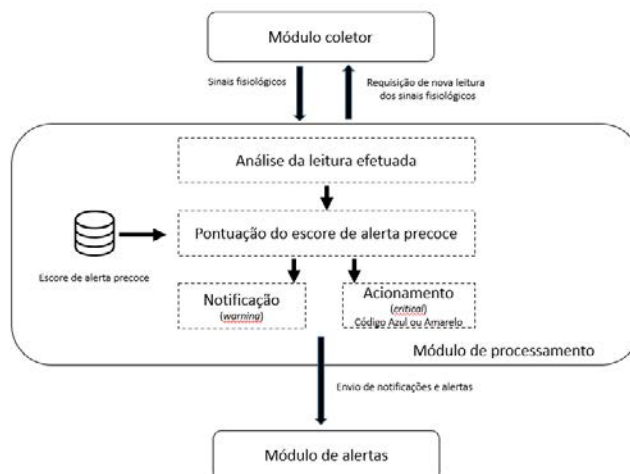 Módulo coletor
Sinais fisiológicos
Requisição de nova leitura
dos sinais fisiológicos
Análise da leitura efetuada
Pontuação do escore de alerta precoce
Escore de alerta precoce
Notificação
(warning)
Acionamento
(critical)
Código Azul ou Amarelo
Módulo de processamento
Envio de notificações e alertas
Módulo de alertas